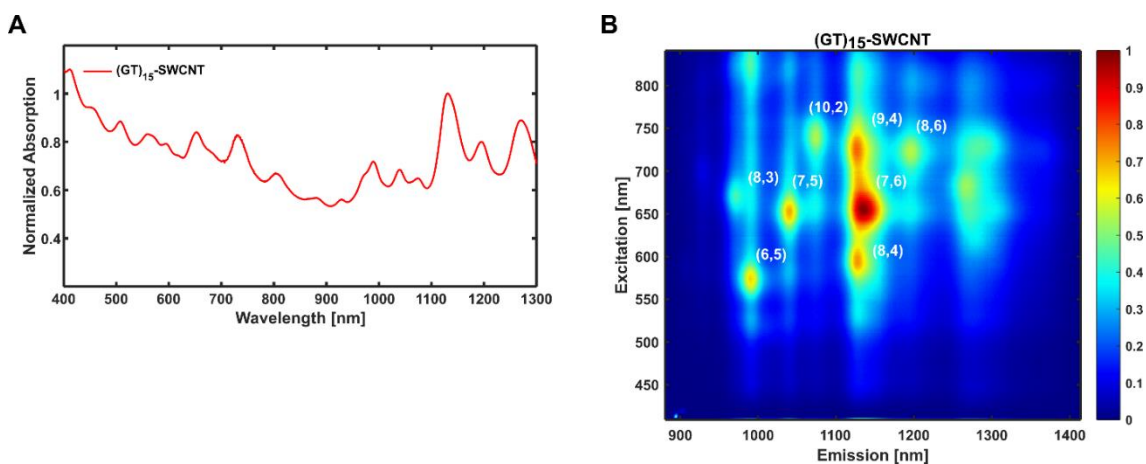 A
(GT)15-SWCNT
1
0.8
0.6
0.4
Normalized Absorption
400 500 600 700 800 900 1000 1100 1200 1300
Wavelength [nm]
B
(GT)15-SWCNT
800
750
700
650
600
550
500
450
Excitation [nm]
(10,2) (9,4) (8,6)
(8,3) (7,5) (7,6)
(6,5) (8,4)
900 1000 1100 1200 1300 1400
Emission [nm]
1
0.9
0.8
0.7
0.6
0.5
0.4
0.3
0.2
0.1
0